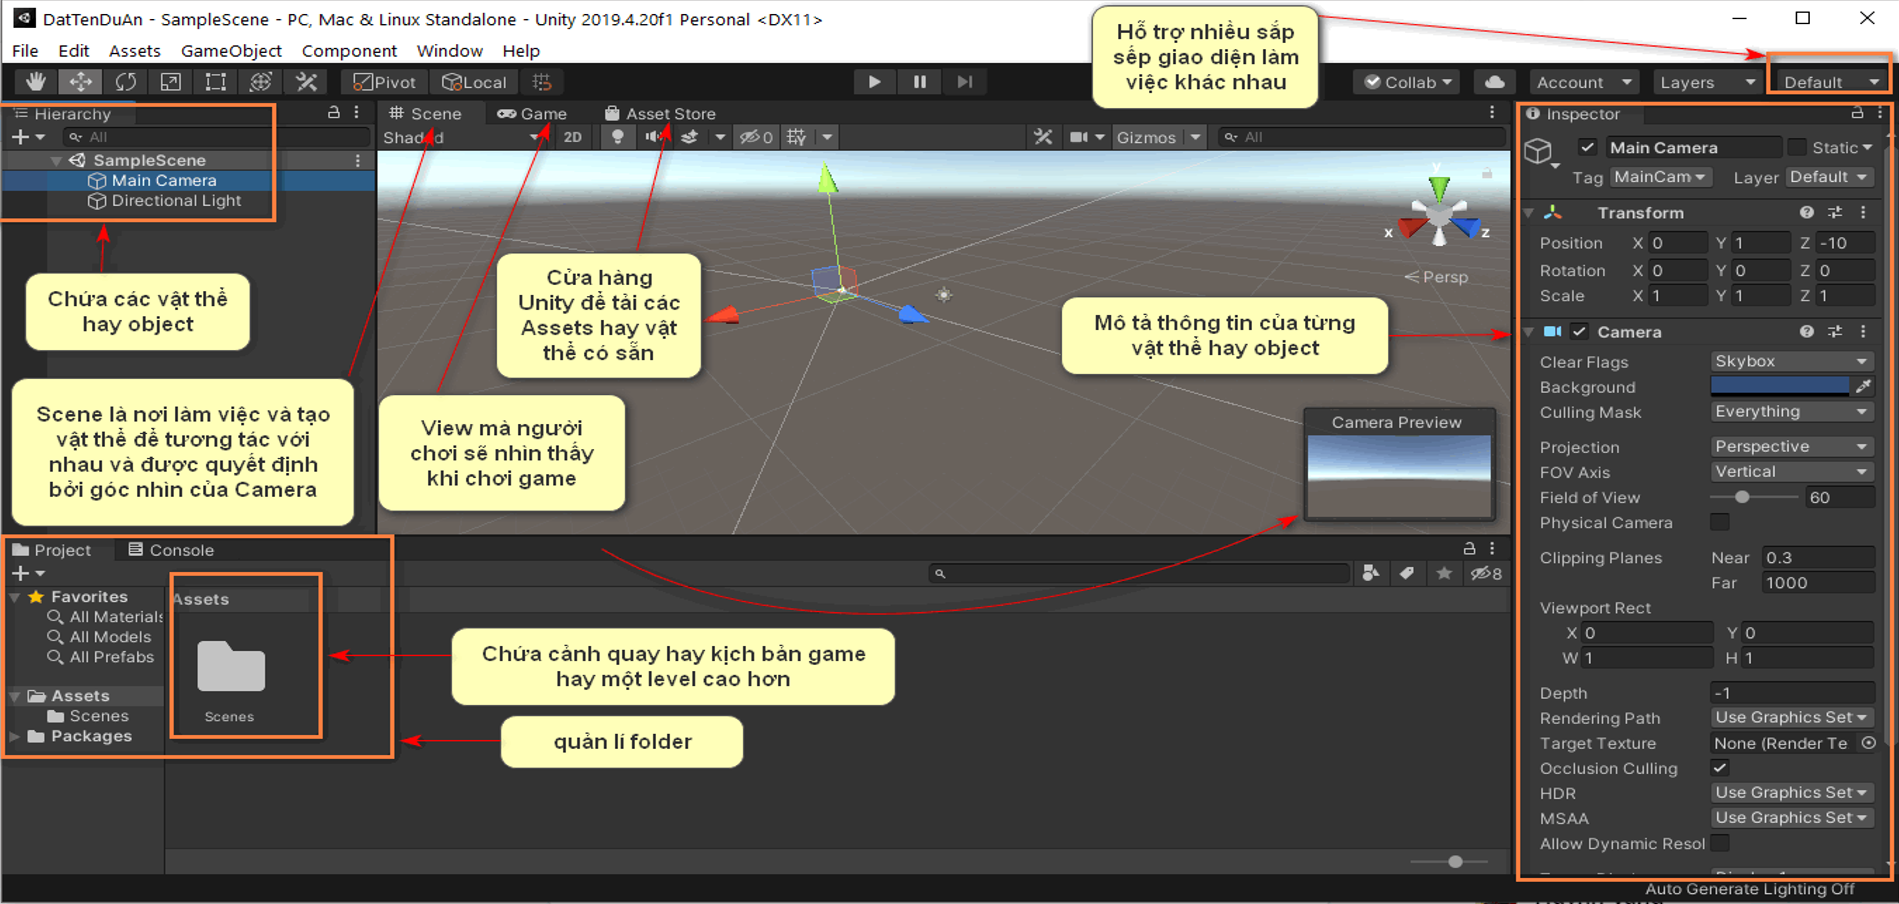 DatTenDuAn - SampleScene - PC, Mac & Linux Standalone - Unity 2019.4.20f1 Personal <DX11>
File Edit Assets GameObject Component Window Help
Pivot Local
Collab Account Layers Default
Hỗ trợ nhiều sắp
sếp giao diện làm
việc khác nhau
Hierarchy
All
SampleScene
Main Camera
Directional Light
Chứa các vật thể
hay object
Scene là nơi làm việc và tạo
vật thể để tương tác với
nhau và được quyết định
bởi góc nhìn của Camera
Scene Game Asset Store
2D 0 Gizmos All
y
x z
Persp
Cửa hàng
Unity để tải các
Assets hay vật
thể có sẵn
View mà người
chơi sẽ nhìn thấy
khi chơi game
Mô tả thông tin của từng
vật thể hay object
Camera Preview
Project Console
8
Favorites
All Materials
All Models
All Prefabs
Assets
Scenes
Packages
Assets
Scenes
Chứa cảnh quay hay kịch bản game
hay một level cao hơn
quản lí folder
Inspector
Main Camera Static
Tag MainCam Layer Default
Transform
Position X 0 Y 1 Z -10
Rotation X 0 Y 0 Z 0
Scale X 1 Y 1 Z 1
Camera
Clear Flags Skybox
Background
Culling Mask Everything
Projection Perspective
FOV Axis Vertical
Field of View 60
Physical Camera
Clipping Planes Near 0.3
Far 1000
Viewport Rect
X 0 Y 0
W 1 H 1
Depth -1
Rendering Path Use Graphics Set
Target Texture None (Render Te
Occlusion Culling
HDR Use Graphics Set
MSAA Use Graphics Set
Allow Dynamic Resol
Auto Generate Lighting Off